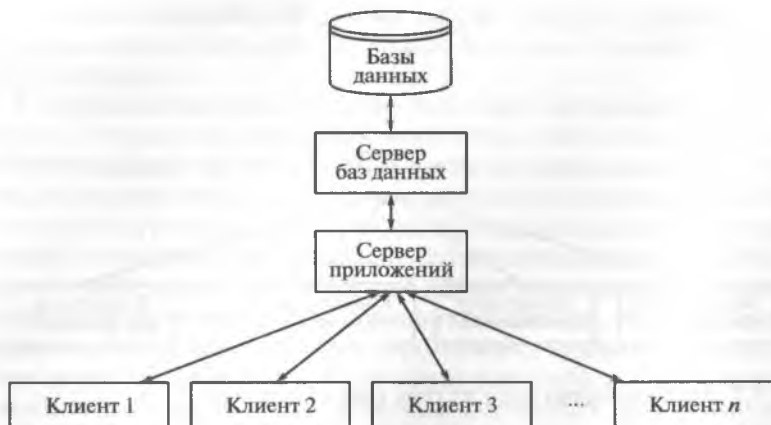 Базы
данных
Сервер
баз данных
Сервер
приложений
Клиент 1
Клиент 2
Клиент 3
...
Клиент n